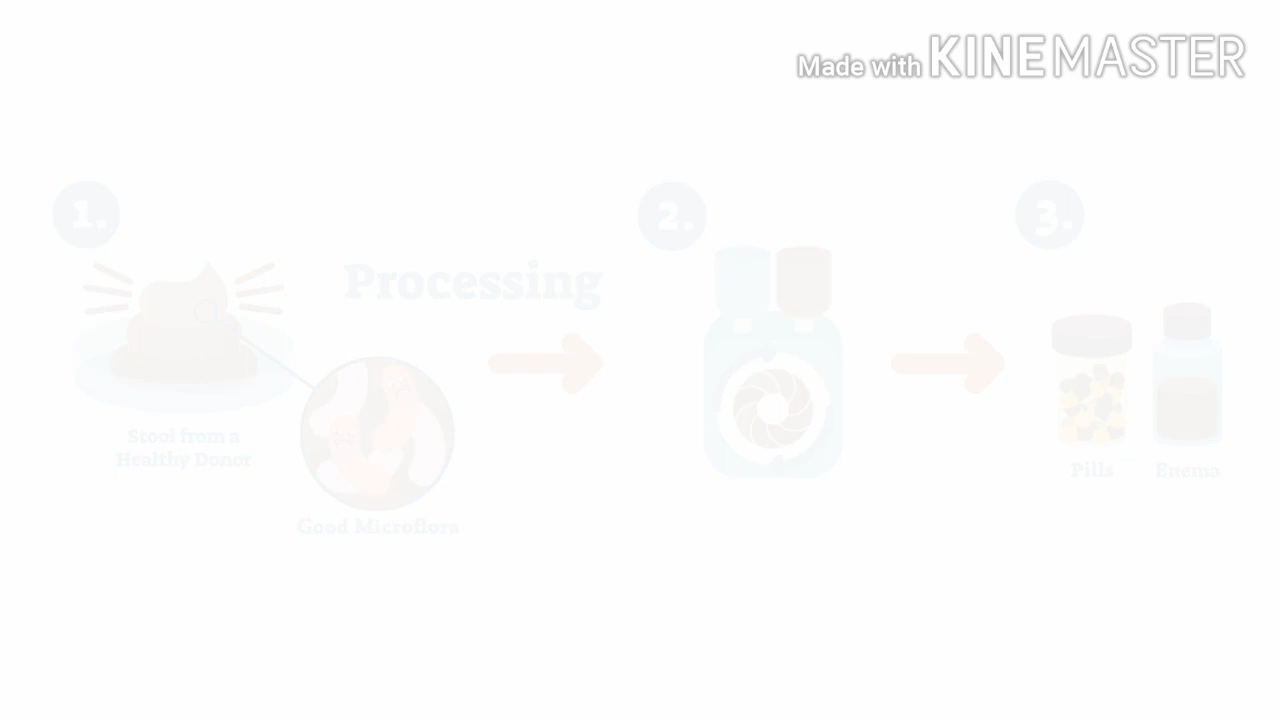 Made with KINEMASTER
1.
2.
3.
Processing
Stool from a
Healthy Donor
Good Microflora
Pills
Enema